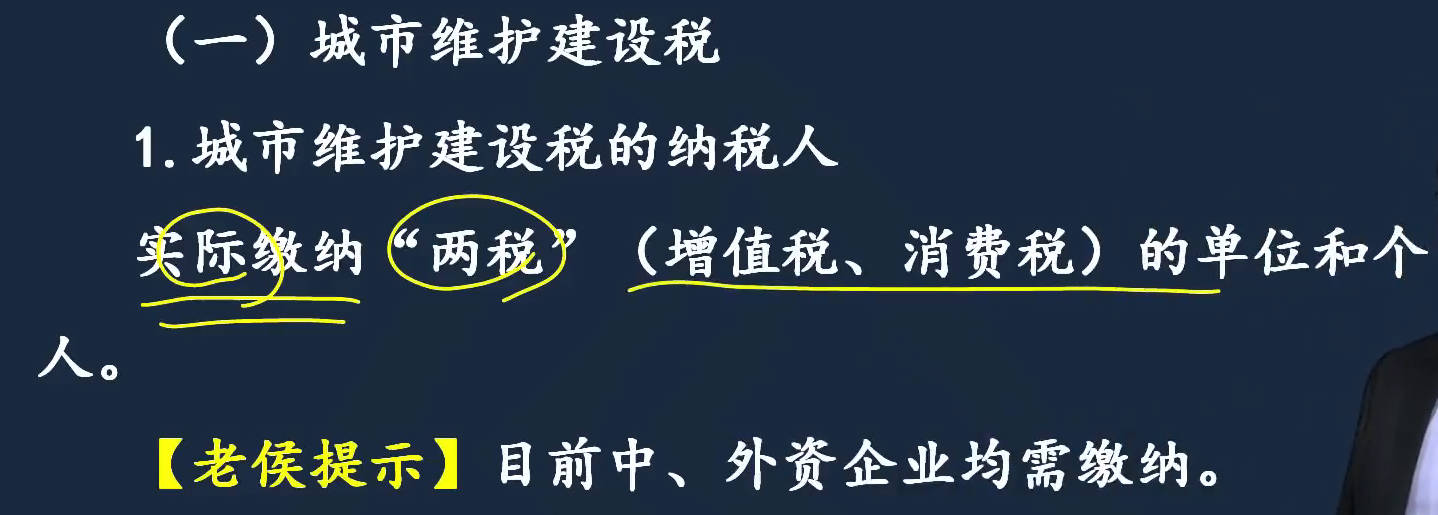 （一）城市维护建设税
1.城市维护建设税的纳税人
实际缴纳“两税”（增值税、消费税）的单位和个
人。
【老侯提示】目前中、外资企业均需缴纳。